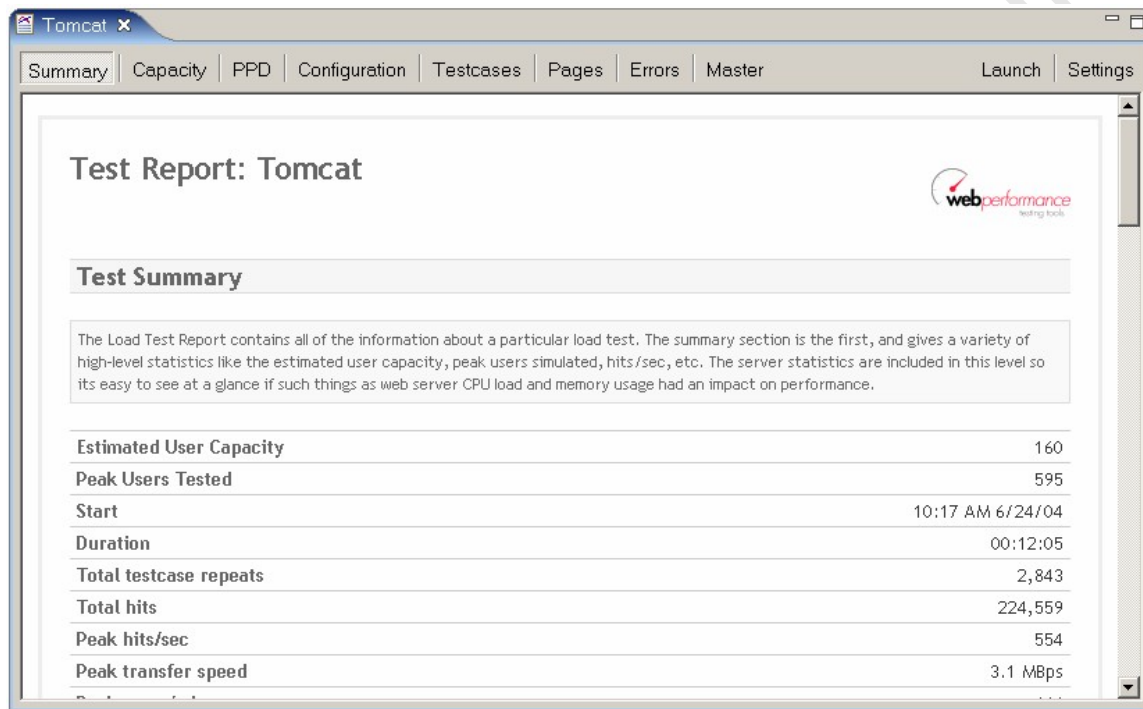 Tomcat
Summary Capacity PPD Configuration Testcases Pages Errors Master Launch Settings
Test Report: Tomcat
webperformance
testing tools
Test Summary
The Load Test Report contains all of the information about a particular load test. The summary section is the first, and gives a variety of
high-level statistics like the estimated user capacity, peak users simulated, hits/sec, etc. The server statistics are included in this level so
its easy to see at a glance if such things as web server CPU load and memory usage had an impact on performance.
Estimated User Capacity 160
Peak Users Tested 595
Start 10:17 AM 6/24/04
Duration 00:12:05
Total testcase repeats 2,843
Total hits 224,559
Peak hits/sec 554
Peak transfer speed 3.1 MBps